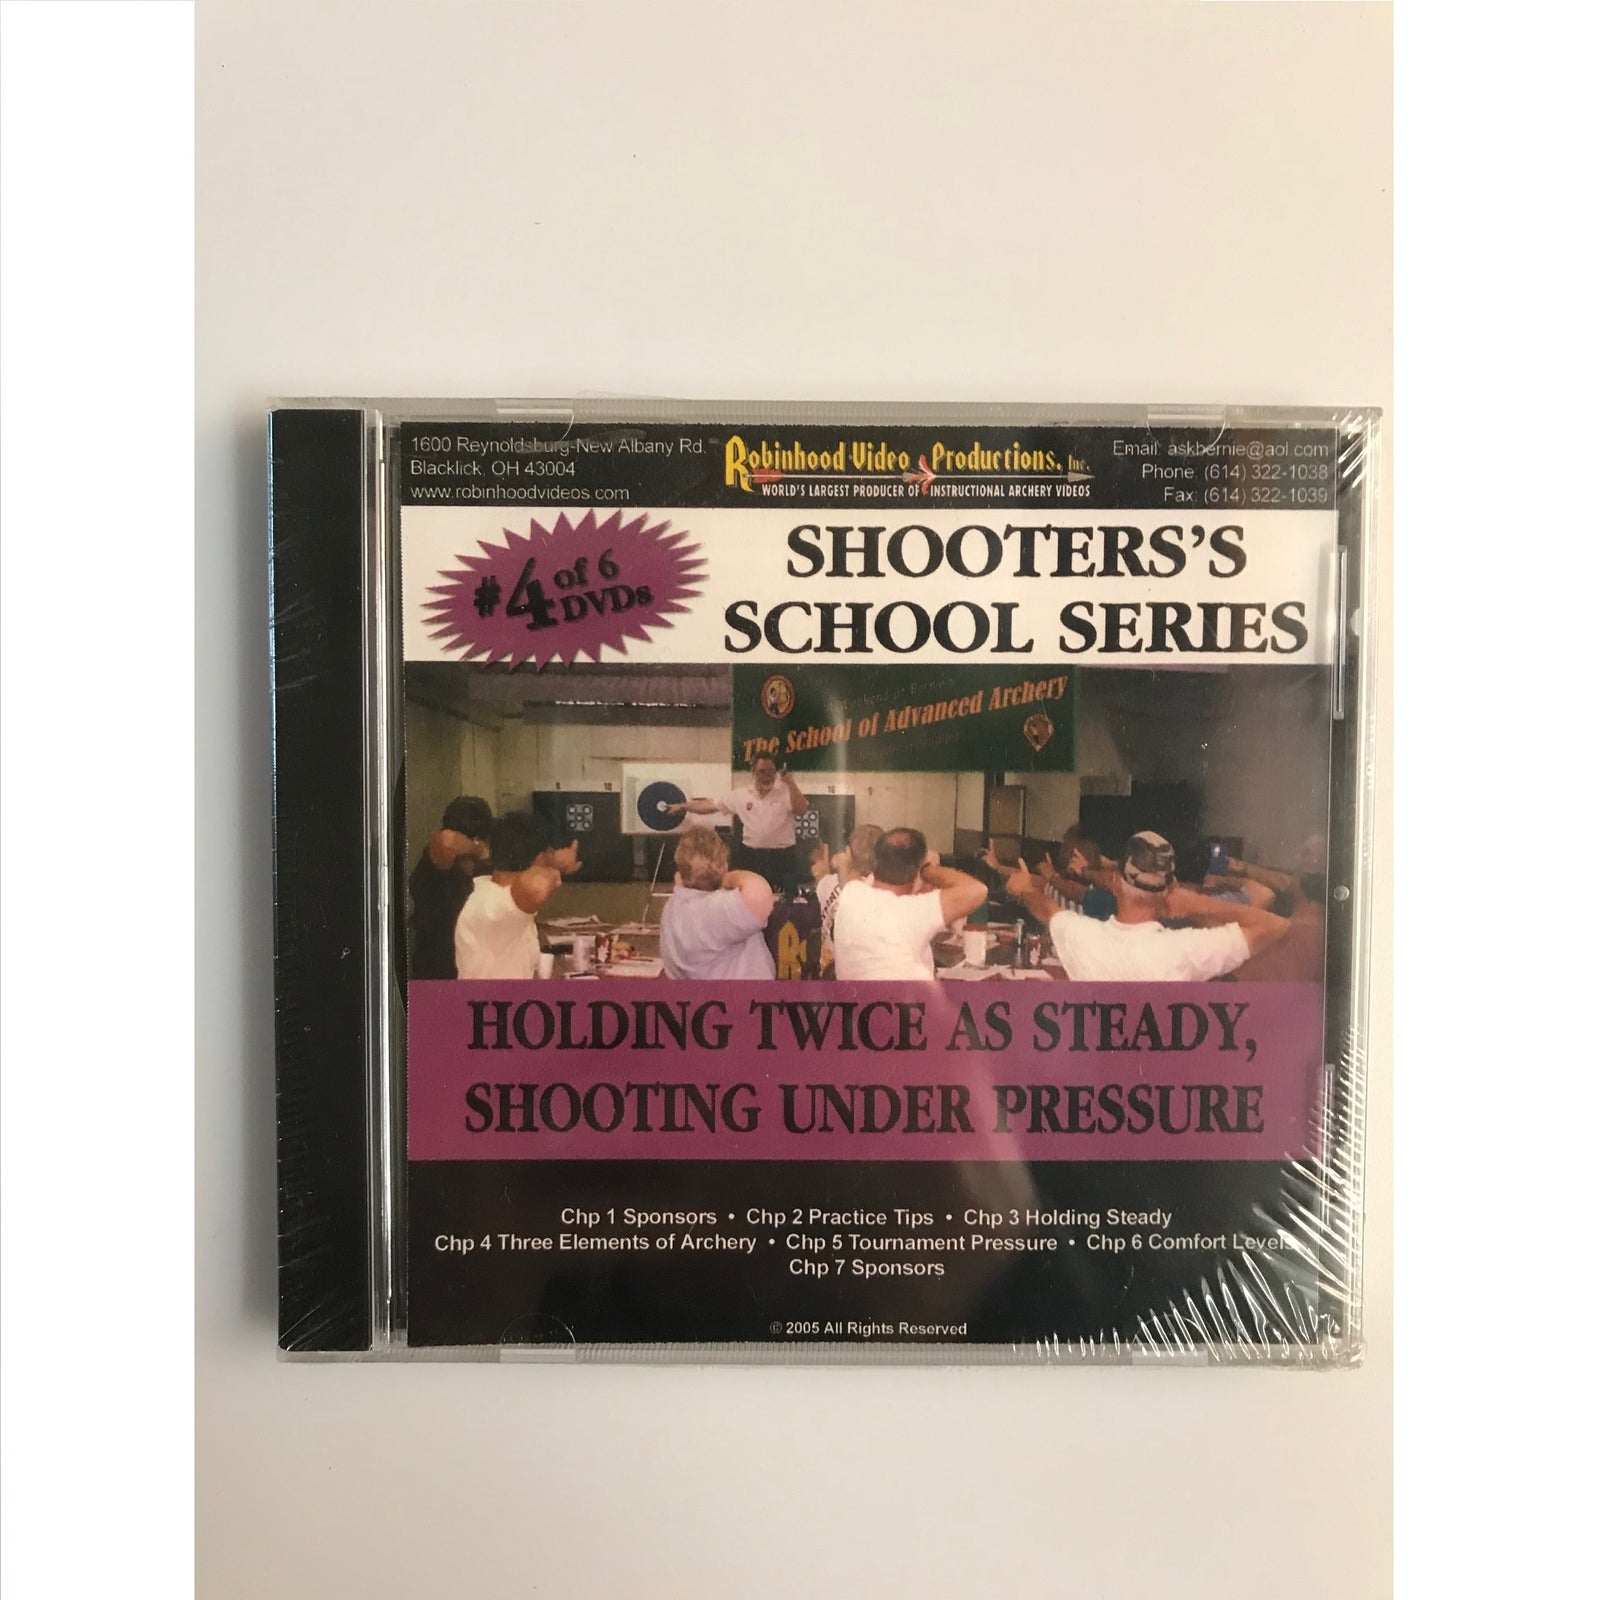 1600 Reynoldsburg-New Albany Rd.
Blacklick, OH 43004
www.robinhoodvideos.com
Robinhood Video Productions, Inc.
WORLD'S LARGEST PRODUCER OF INSTRUCTIONAL ARCHERY VIDEOS
Email: askbernie@aol.com
Phone: (614) 322-1038
Fax: (614) 322-1039
#4 of 6
DVDs
SHOOTERS'S
SCHOOL SERIES
The School of Advanced Archery
HOLDING TWICE AS STEADY,
SHOOTING UNDER PRESSURE
Chp 1 Sponsors • Chp 2 Practice Tips • Chp 3 Holding Steady
Chp 4 Three Elements of Archery • Chp 5 Tournament Pressure • Chp 6 Comfort Levels
Chp 7 Sponsors
© 2005 All Rights Reserved